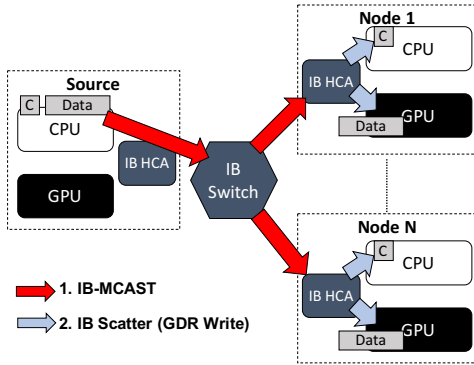 Source
C
Data
CPU
IB HCA
GPU
IB
Switch
Node 1
C
CPU
IB HCA
GPU
Data
Node N
C
CPU
IB HCA
GPU
Data
1. IB-MCAST
2. IB Scatter (GDR Write)